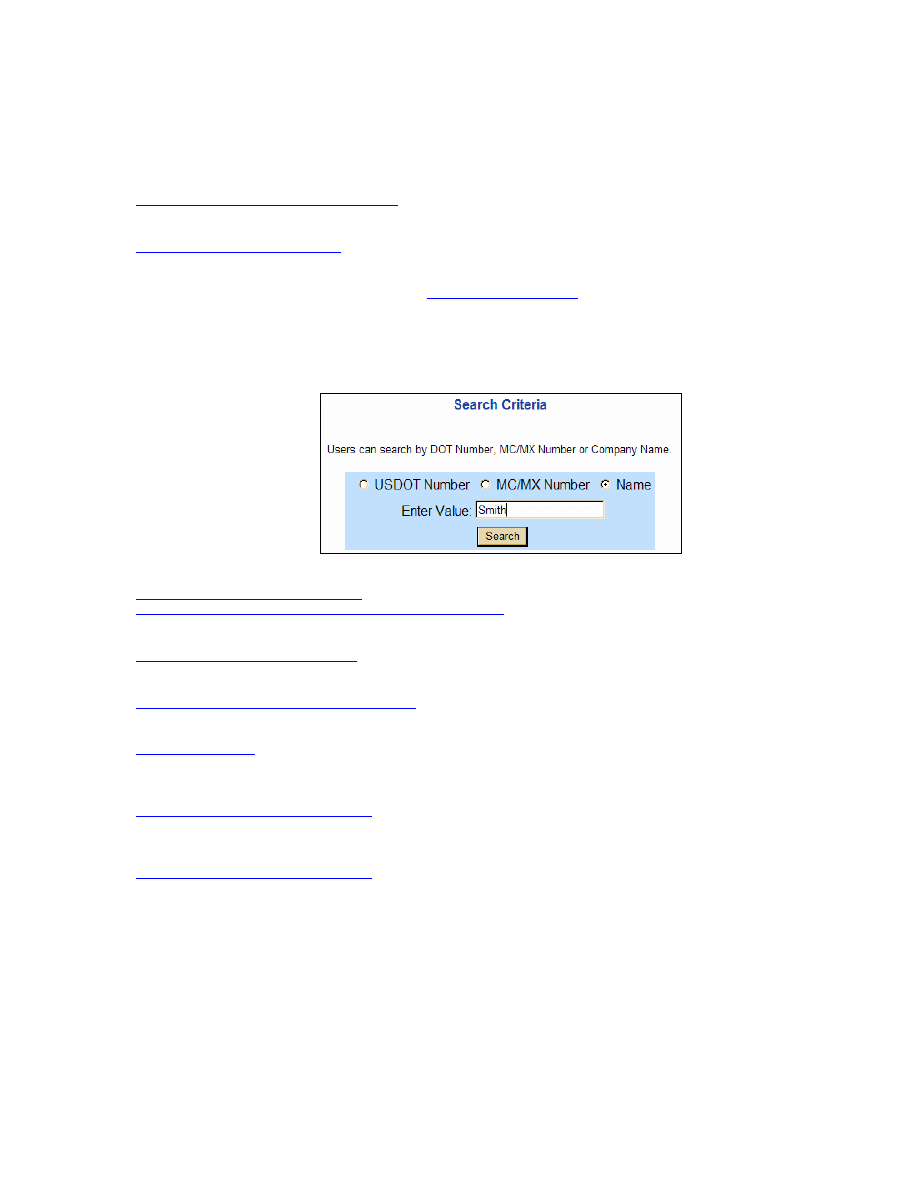 Search Criteria
Users can search by DOT Number, MC/MX Number or Company Name.
USDOT Number MC/MX Number Name
Enter Value: Smith
Search